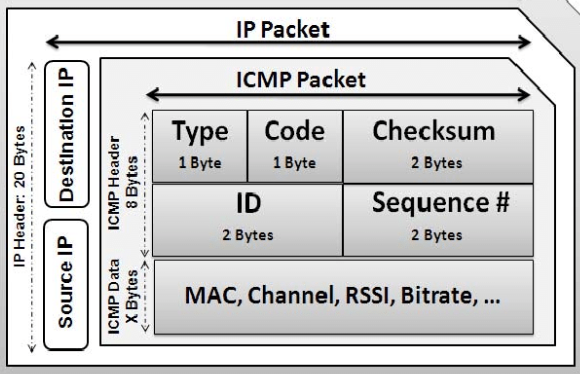 IP Packet
IP Header: 20 Bytes
Destination IP
Source IP
ICMP Packet
ICMP Header
8 Bytes
Type
1 Byte
Code
1 Byte
Checksum
2 Bytes
ID
2 Bytes
Sequence #
2 Bytes
ICMP Data
X Bytes
MAC, Channel, RSSI, Bitrate, ...